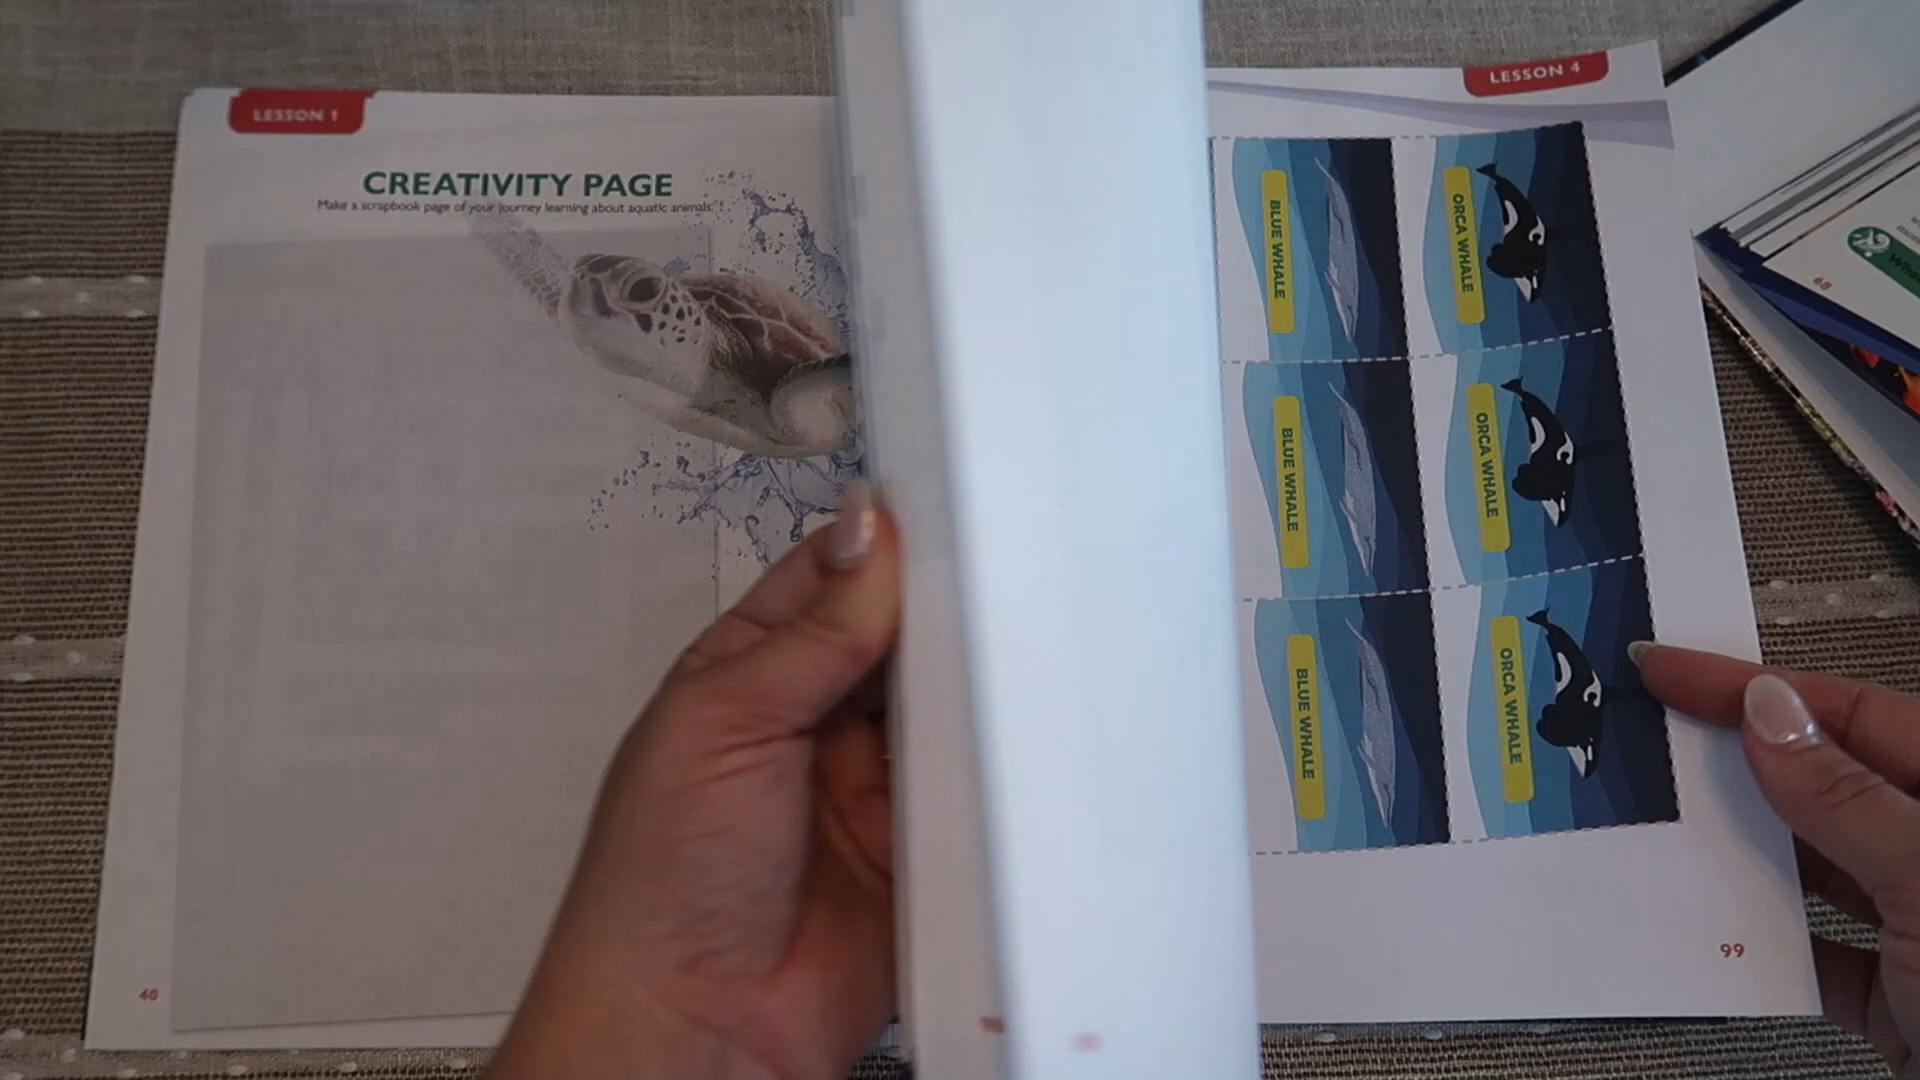 LESSON 1
CREATIVITY PAGE
Make a scrapbook page of your journey learning about aquatic animals.
40
LESSON 4
BLUE WHALE
ORCA WHALE
BLUE WHALE
ORCA WHALE
BLUE WHALE
ORCA WHALE
99
68